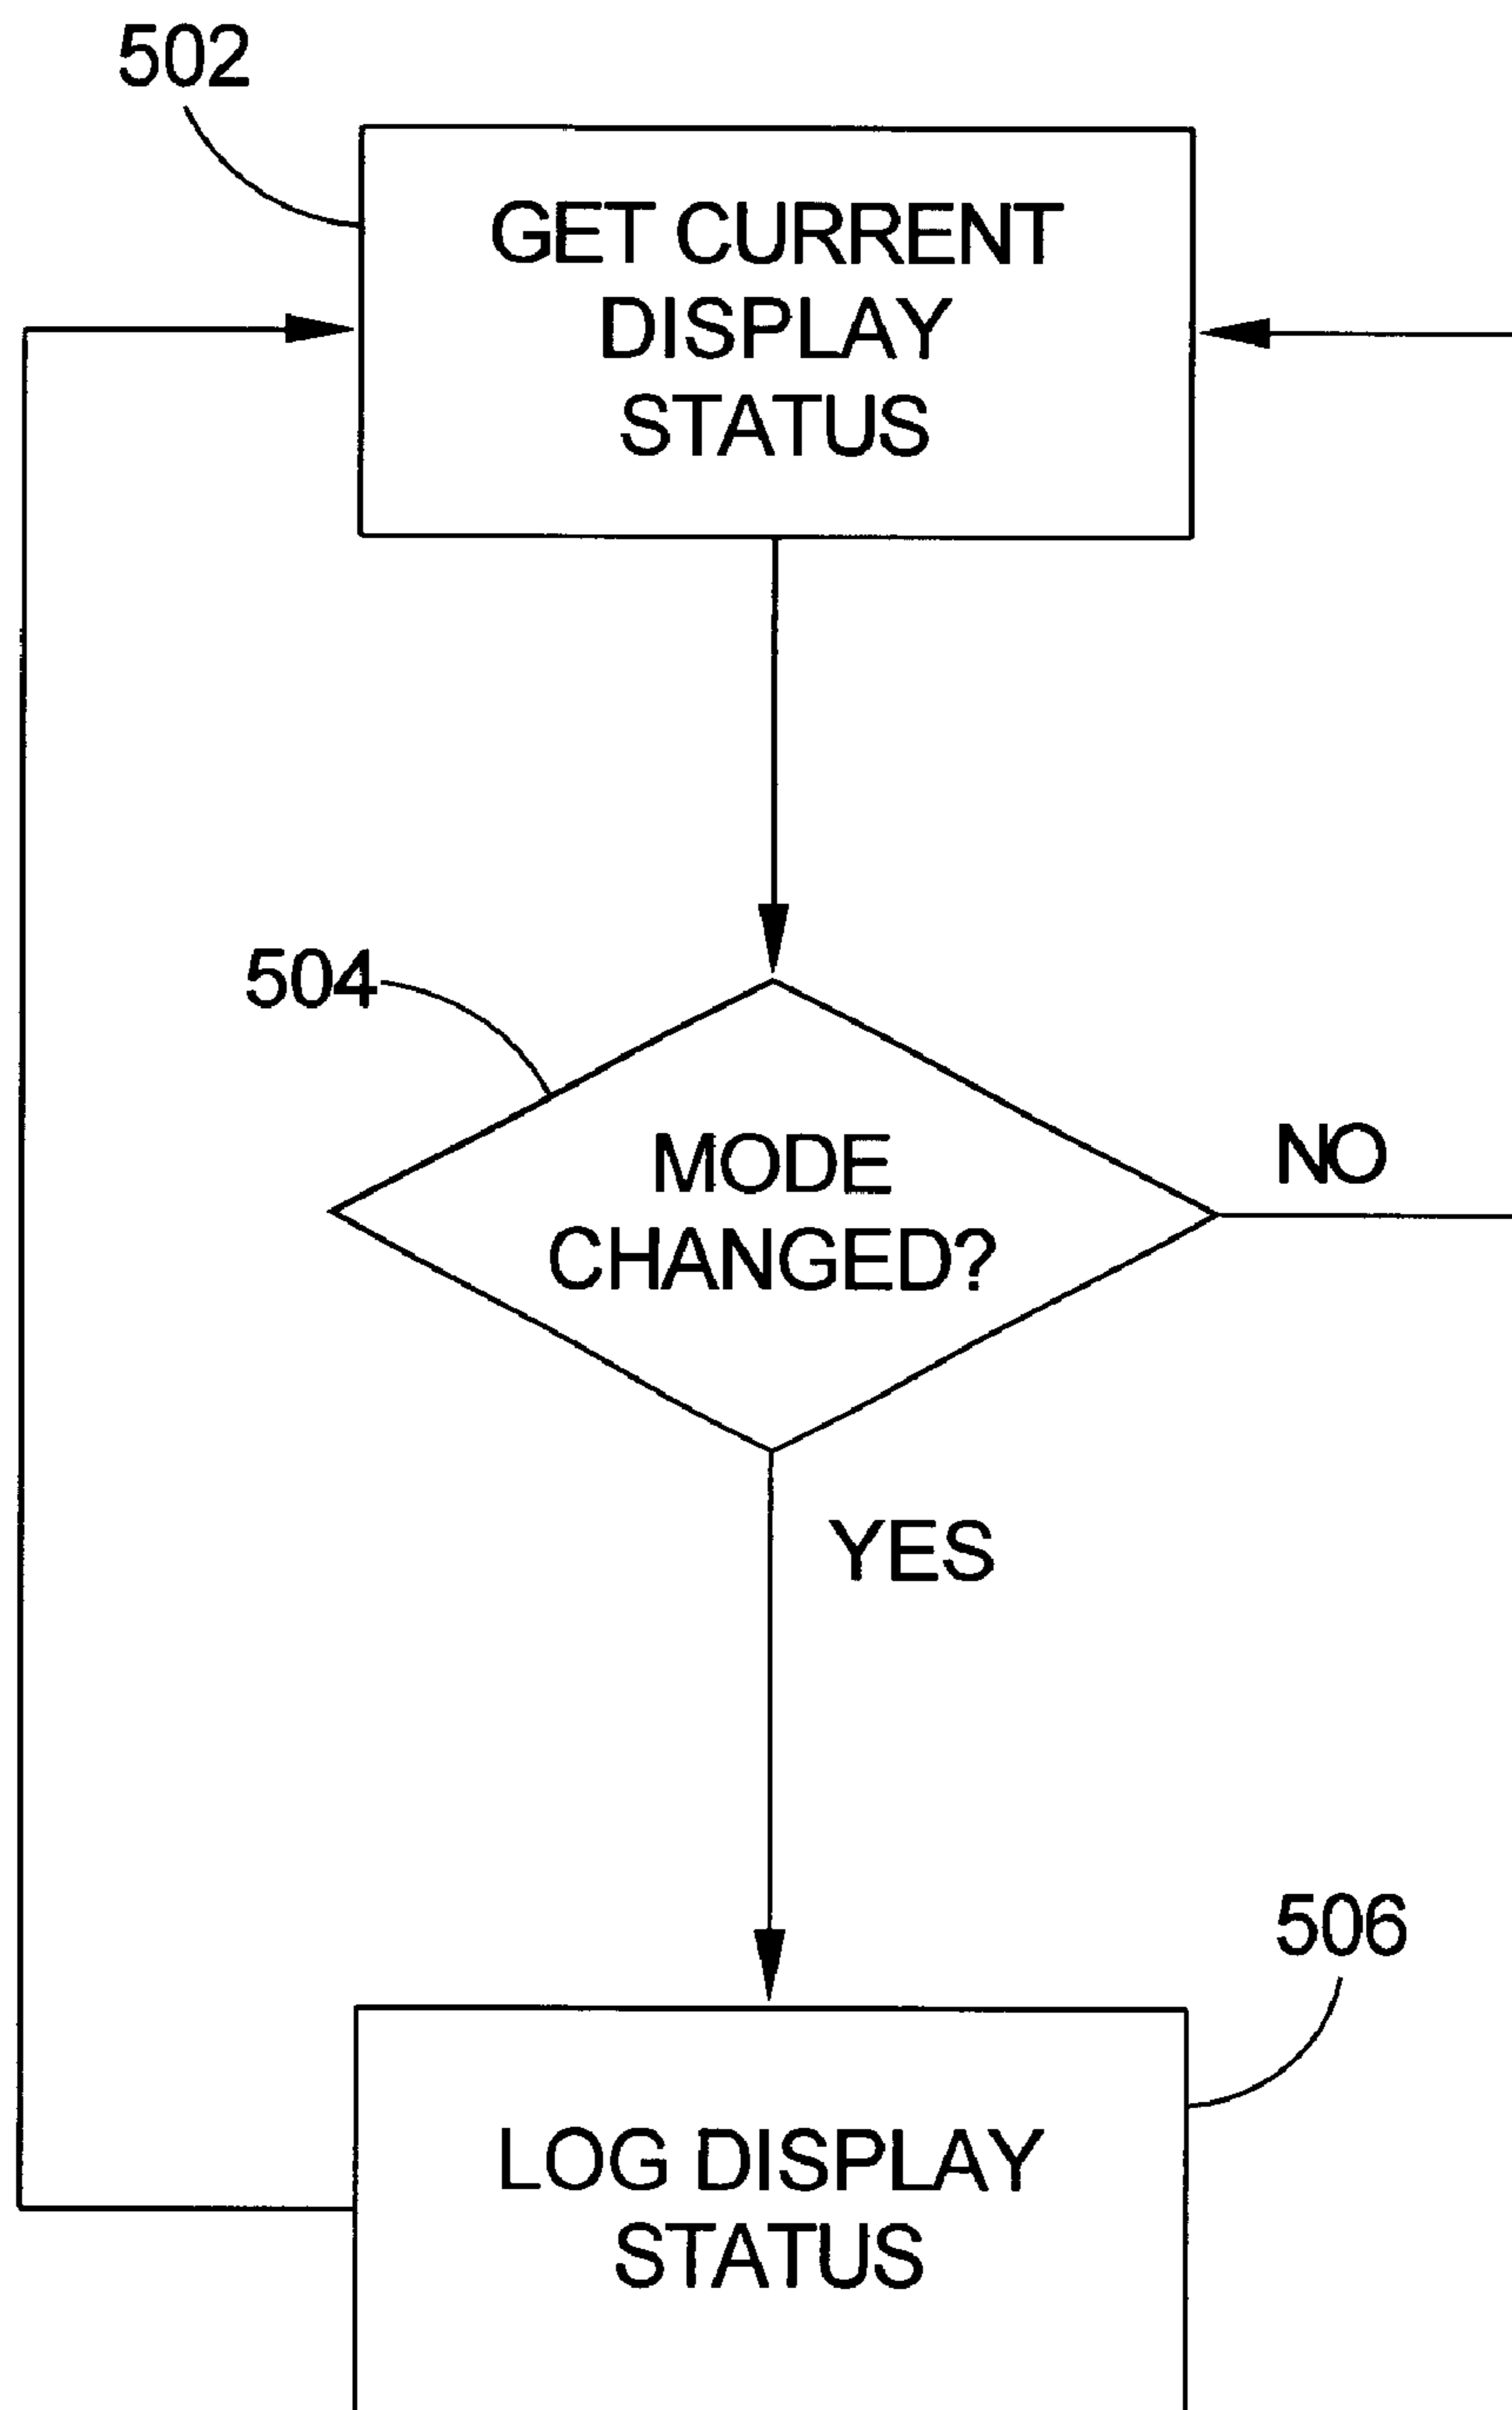 502
GET CURRENT
DISPLAY
STATUS
504
MODE
CHANGED?
NO
YES
506
LOG DISPLAY
STATUS